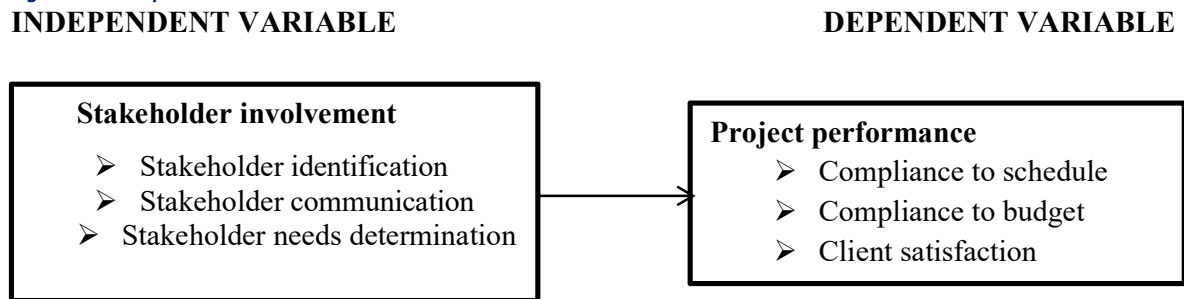 INDEPENDENT VARIABLE
DEPENDENT VARIABLE
Stakeholder involvement
➢ Stakeholder identification
➢ Stakeholder communication
➢ Stakeholder needs determination
Project performance
➢ Compliance to schedule
➢ Compliance to budget
➢ Client satisfaction